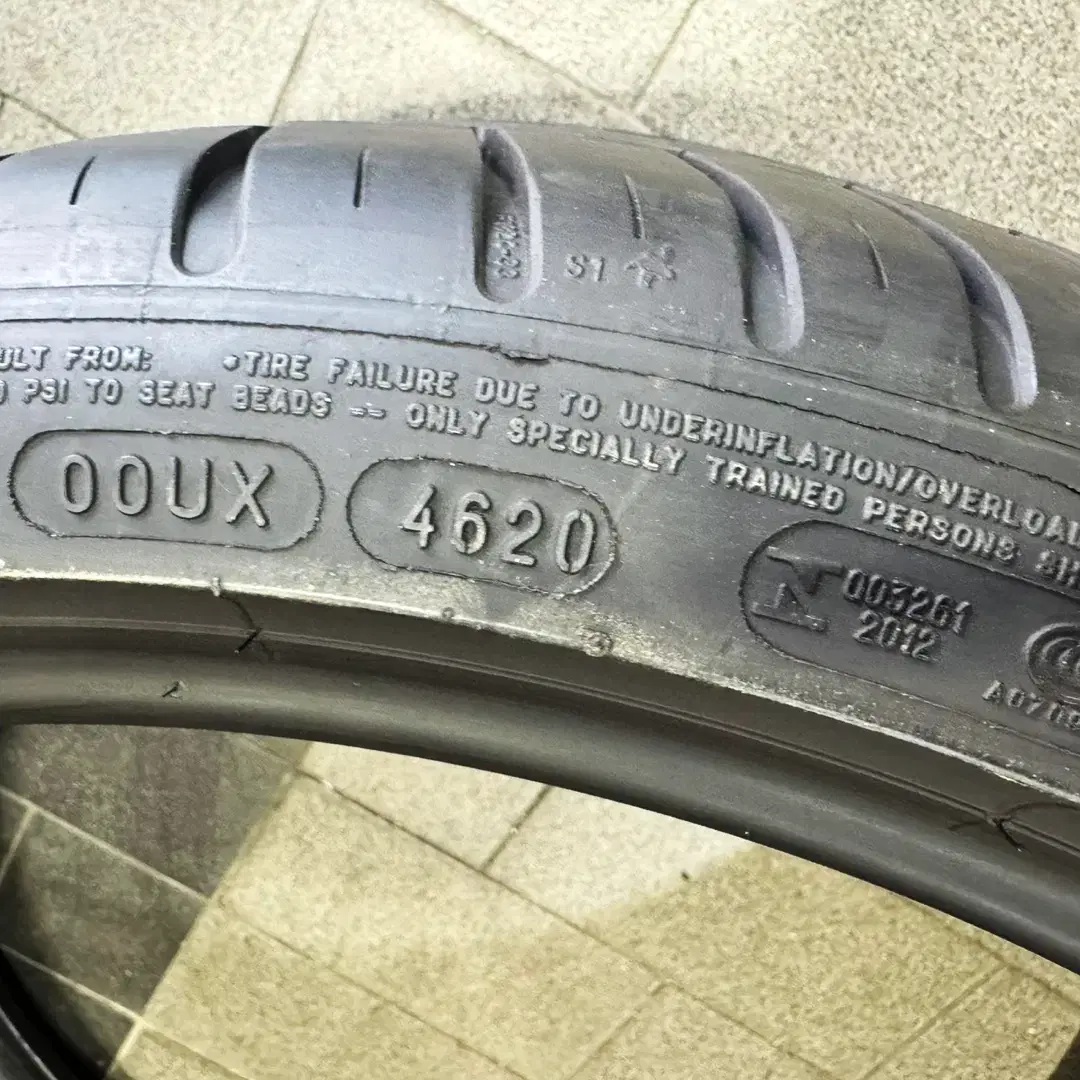 S1
ULT FROM: •TIRE FAILURE DUE TO UNDERINFLATION/OVERLOA
PSI TO SEAT BEADS -- ONLY SPECIALLY TRAINED PERSONS SH
00UX
4620
N 003261
2012